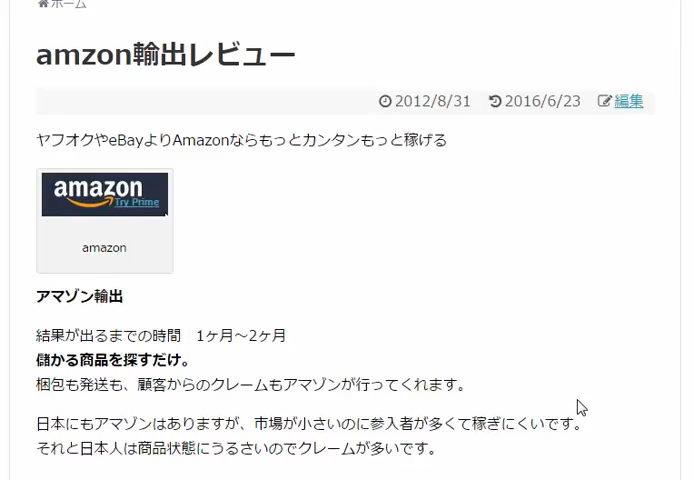 ホーム
amzon輸出レビュー
2012/8/31 2016/6/23 編集
ヤフオクやeBayよりAmazonならもっとカンタンもっと稼げる
amazon
Try Prime
amazon
アマゾン輸出
結果が出るまでの時間　1ヶ月～2ヶ月
儲かる商品を探すだけ。
梱包も発送も、顧客からのクレームもアマゾンが行ってくれます。
日本にもアマゾンはありますが、市場が小さいのに参入者が多くて稼ぎにくいです。
それと日本人は商品状態にうるさいのでクレームが多いです。